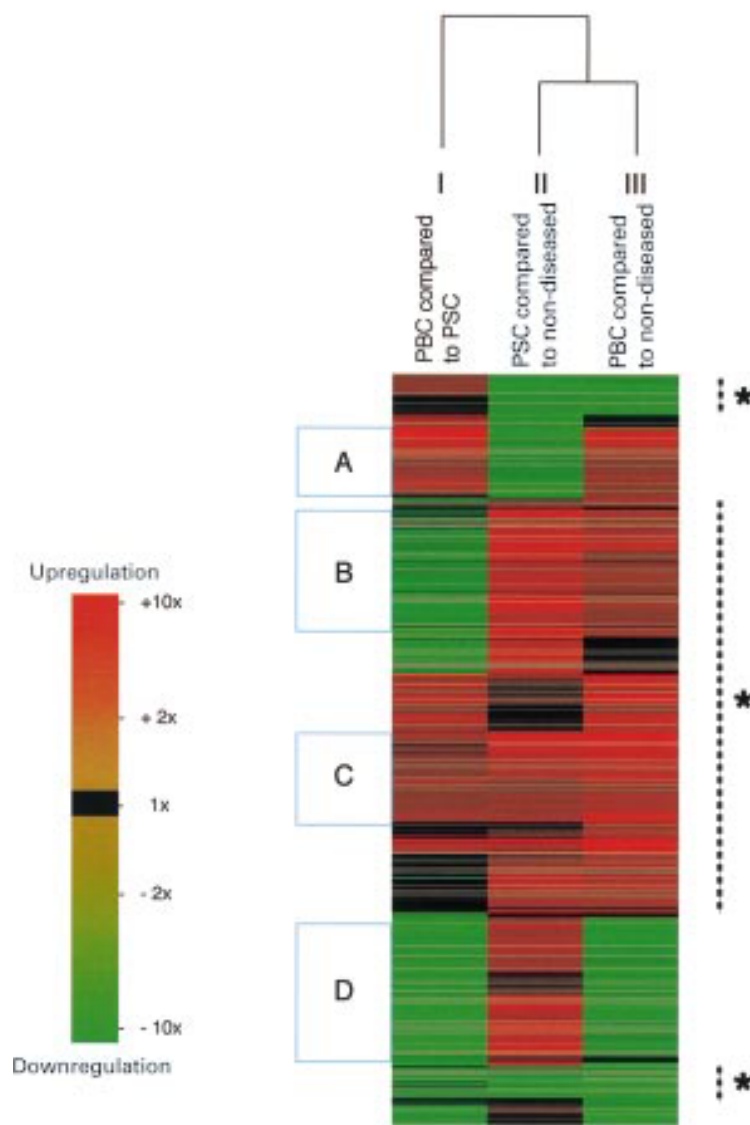 I
II
III
PBC compared
to PSC
PSC compared
to non-diseased
PBC compared
to non-diseased
*
A
B
C
D
*
*
Upregulation
+10x
+ 2x
1x
- 2x
- 10x
Downregulation